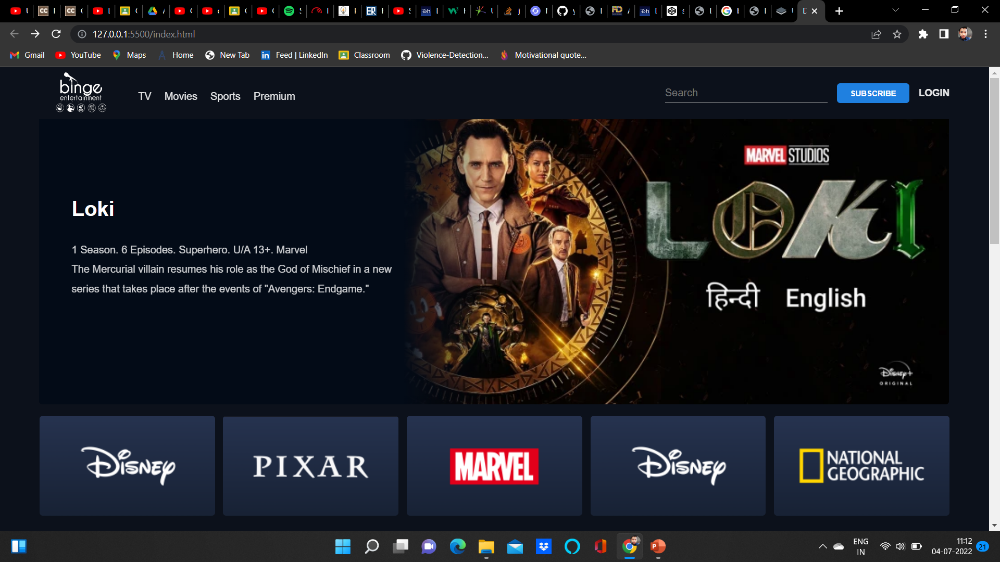 127.0.0.1:5500/index.html
Gmail YouTube Maps Home New Tab Feed | LinkedIn Classroom Violence-Detection... Motivational quote...
binge
entertainment
TV Movies Sports Premium
Search
SUBSCRIBE
LOGIN
MARVEL STUDIOS
LOKI
हिन्दी English
Disney+
ORIGINAL
Loki
1 Season. 6 Episodes. Superhero. U/A 13+. Marvel
The Mercurial villain resumes his role as the God of Mischief in a new
series that takes place after the events of "Avengers: Endgame."
Disney
PIXAR
MARVEL
Disney
NATIONAL
GEOGRAPHIC
ENG
IN
11:12
04-07-2022
21